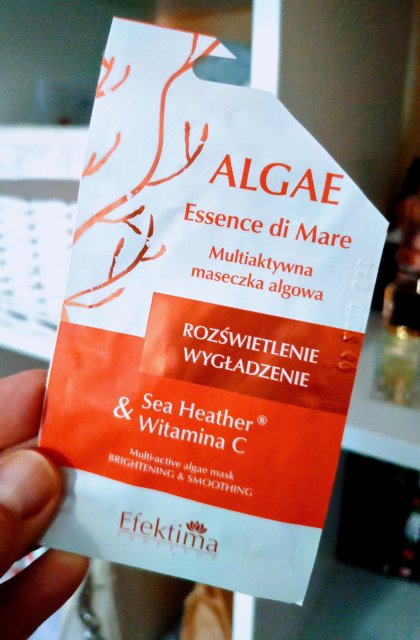 ALGAE
Essence di Mare
Multiaktywna
maseczka algowa
ROZŚWIETLENIE
WYGŁADZENIE
& Sea Heather®
Witamina C
Multi-active algae mask
BRIGHTENING & SMOOTHING
Efektima